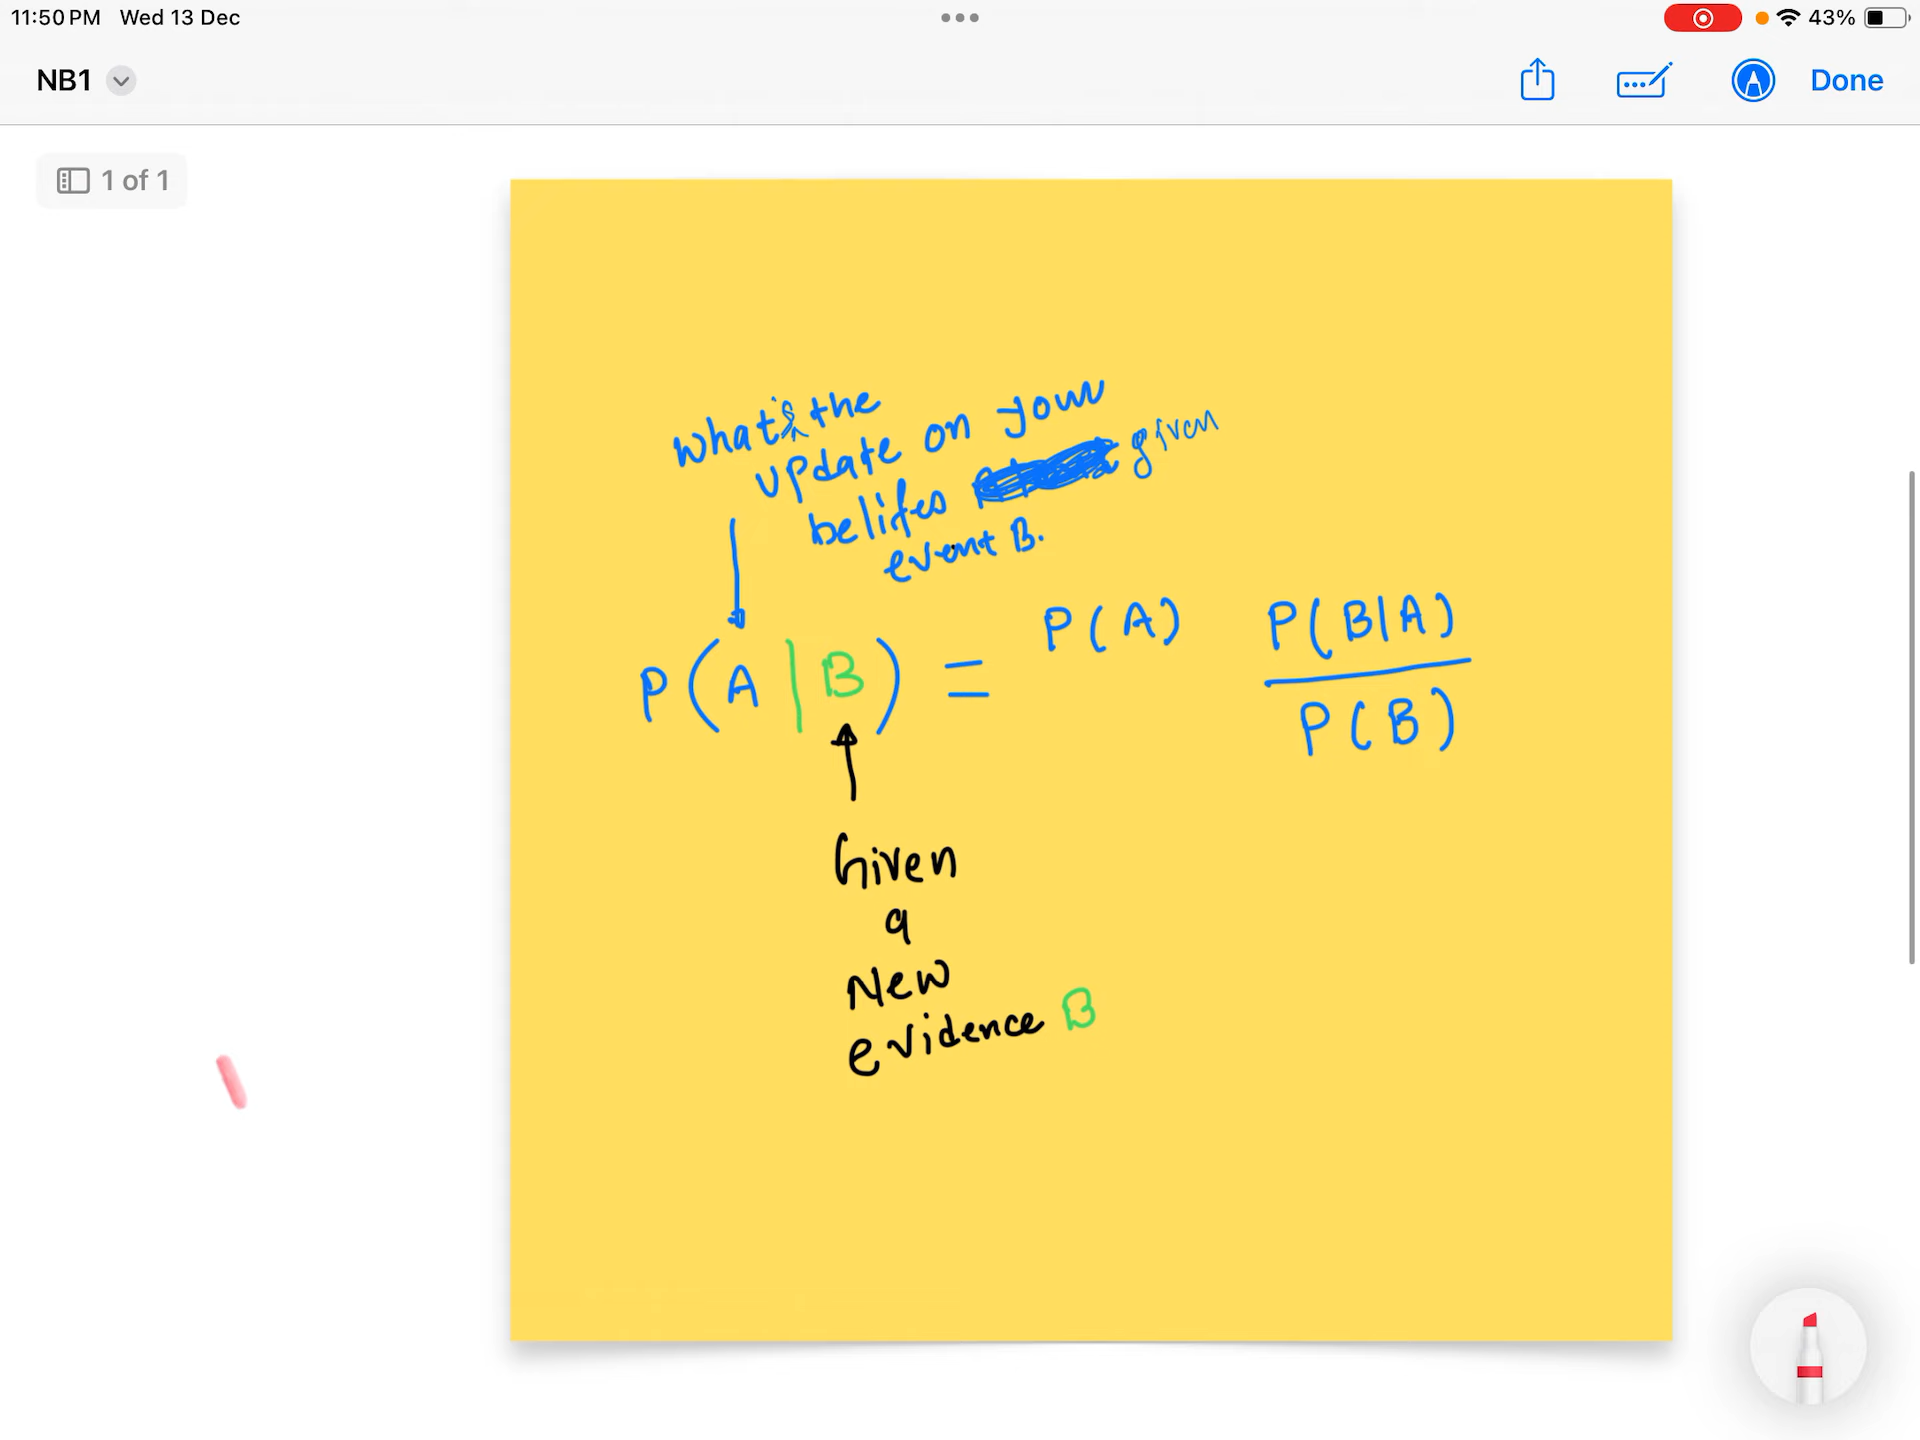 11:50 PM Wed 13 Dec
43%
NB1
Done
1 of 1
What's the
update on your
belifes given
event B.
P(A|B) = P(A) P(B|A)
P(B)
Given
a
New
evidence B